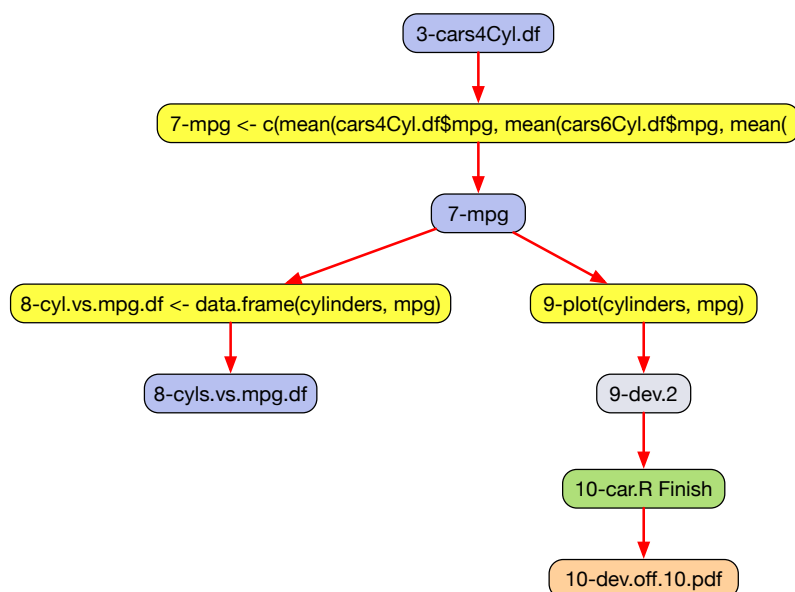 3-cars4Cyl.df
7-mpg <- c(mean(cars4Cyl.df$mpg, mean(cars6Cyl.df$mpg, mean(
7-mpg
8-cyl.vs.mpg.df <- data.frame(cylinders, mpg)
9-plot(cylinders, mpg)
8-cyls.vs.mpg.df
9-dev.2
10-car.R Finish
10-dev.off.10.pdf